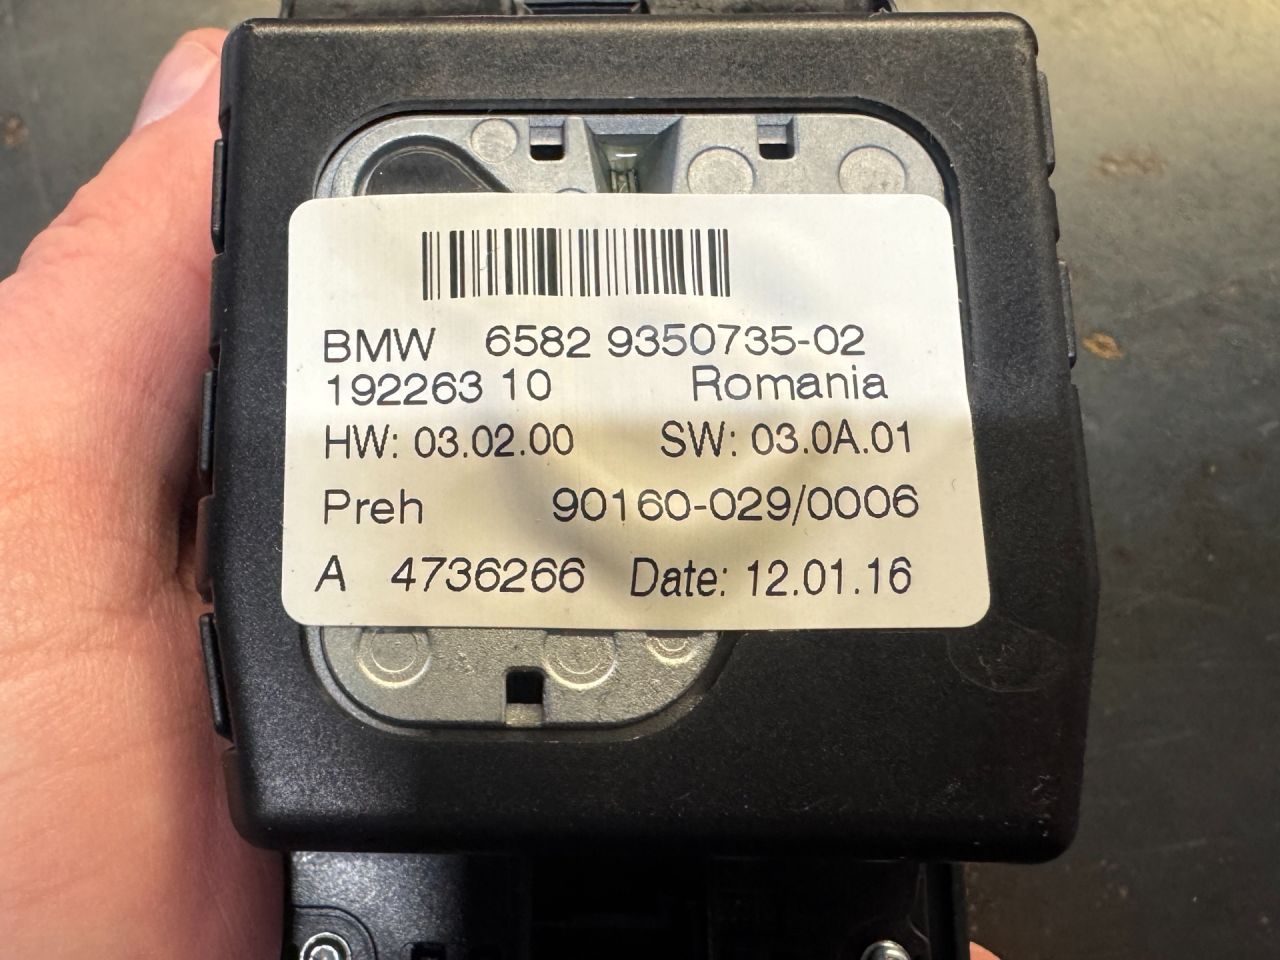 BMW 6582 9350735-02
192263 10 Romania
HW: 03.02.00 SW: 03.0A.01
Preh 90160-029/0006
A 4736266 Date: 12.01.16